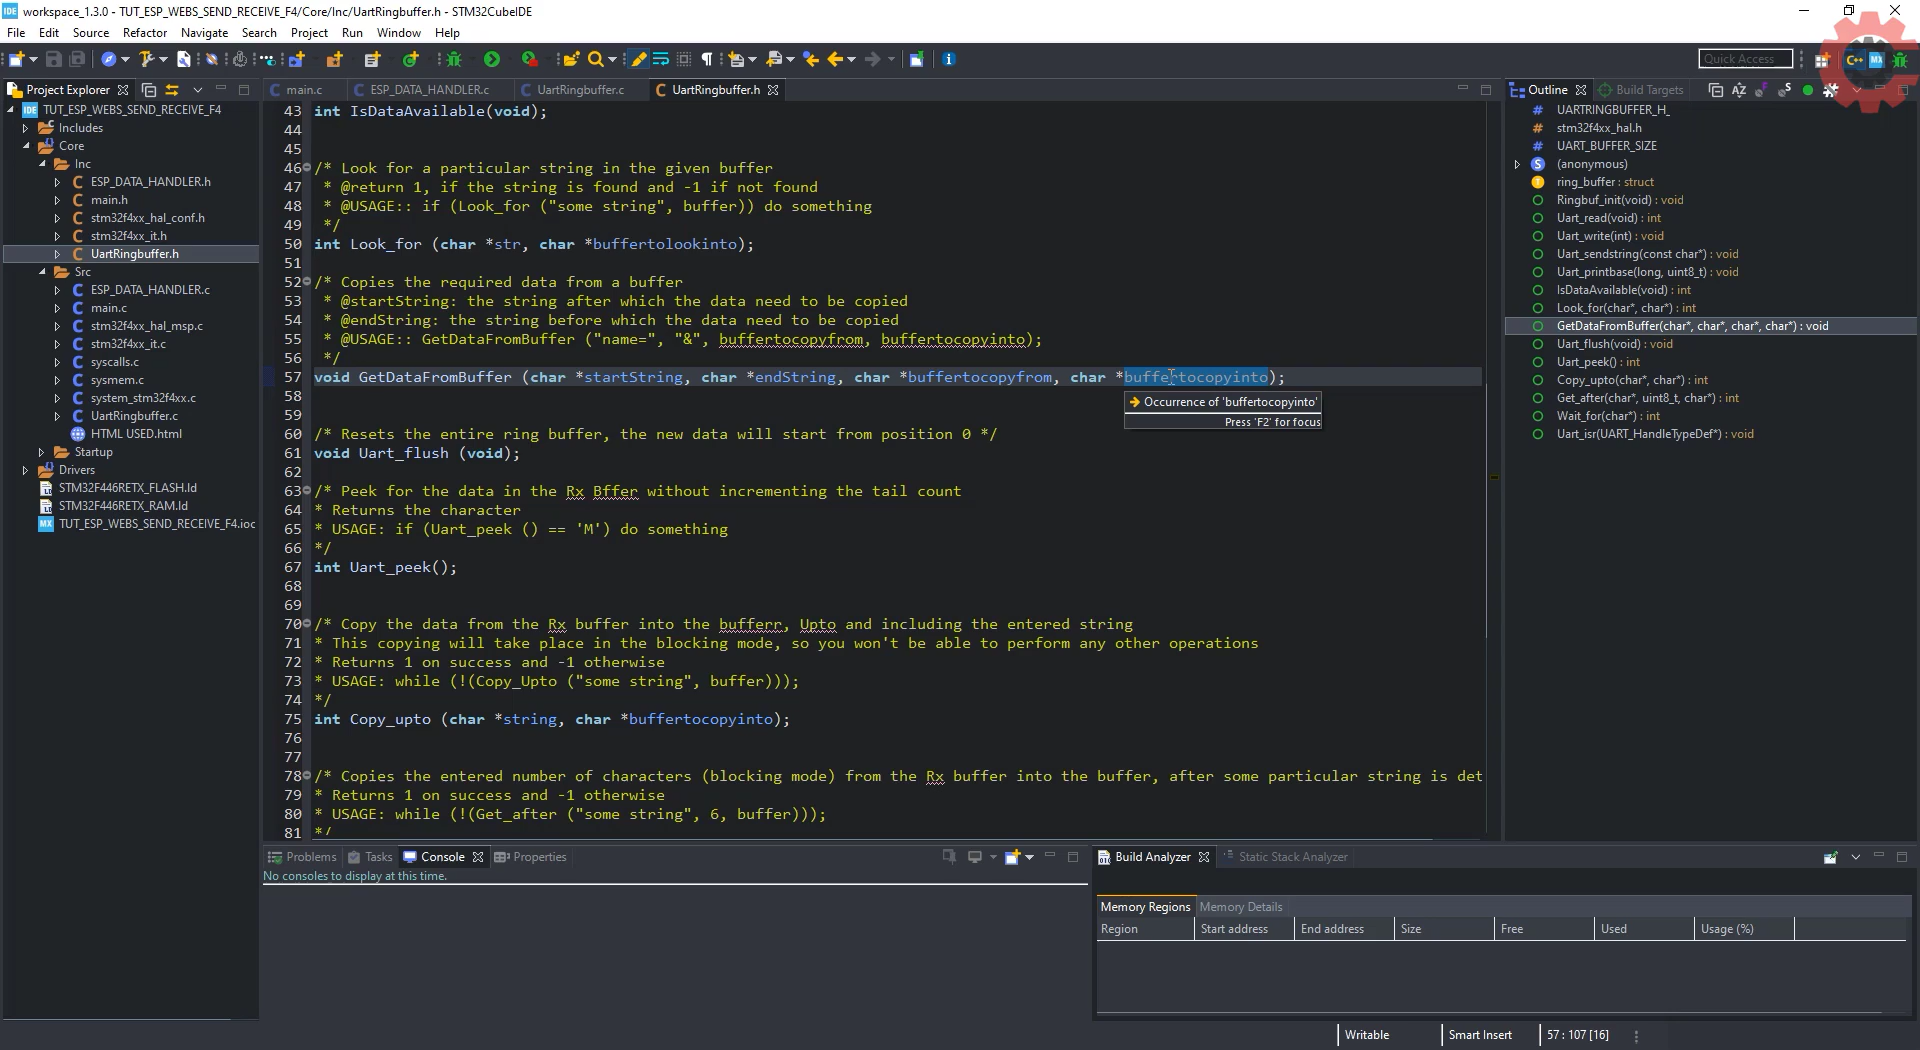 workspace_1.3.0 - TUT_ESP_WEBS_SEND_RECEIVE_F4/Core/Inc/UartRingbuffer.h - STM32CubeIDE
File Edit Source Refactor Navigate Search Project Run Window Help
Quick Access
Project Explorer
TUT_ESP_WEBS_SEND_RECEIVE_F4
Includes
Core
Inc
ESP_DATA_HANDLER.h
main.h
stm32f4xx_hal_conf.h
stm32f4xx_it.h
UartRingbuffer.h
Src
ESP_DATA_HANDLER.c
main.c
stm32f4xx_hal_msp.c
stm32f4xx_it.c
syscalls.c
sysmem.c
system_stm32f4xx.c
UartRingbuffer.c
HTML USED.html
Startup
Drivers
STM32F446RETX_FLASH.ld
STM32F446RETX_RAM.ld
TUT_ESP_WEBS_SEND_RECEIVE_F4.ioc
main.c ESP_DATA_HANDLER.c UartRingbuffer.c UartRingbuffer.h
43 int IsDataAvailable(void);
44
45
46 /* Look for a particular string in the given buffer
47 * @return 1, if the string is found and -1 if not found
48 * @USAGE:: if (Look_for ("some string", buffer)) do something
49 */
50 int Look_for (char *str, char *buffertolookinto);
51
52 /* Copies the required data from a buffer
53 * @startString: the string after which the data need to be copied
54 * @endString: the string before which the data need to be copied
55 * @USAGE:: GetDataFromBuffer ("name=", "&", buffertocopyfrom, buffertocopyinto);
56 */
57 void GetDataFromBuffer (char *startString, char *endString, char *buffertocopyfrom, char *buffertocopyinto);
Occurrence of 'buffertocopyinto'
Press 'F2' for focus
58
59
60 /* Resets the entire ring buffer, the new data will start from position 0 */
61 void Uart_flush (void);
62
63 /* Peek for the data in the Rx Bffer without incrementing the tail count
64 * Returns the character
65 * USAGE: if (Uart_peek () == 'M') do something
66 */
67 int Uart_peek();
68
69
70 /* Copy the data from the Rx buffer into the bufferr, Upto and including the entered string
71 * This copying will take place in the blocking mode, so you won't be able to perform any other operations
72 * Returns 1 on success and -1 otherwise
73 * USAGE: while (!(Copy_Upto ("some string", buffer)));
74 */
75 int Copy_upto (char *string, char *buffertocopyinto);
76
77
78 /* Copies the entered number of characters (blocking mode) from the Rx buffer into the buffer, after some particular string is det
79 * Returns 1 on success and -1 otherwise
80 * USAGE: while (!(Get_after ("some string", 6, buffer)));
81 */
Outline Build Targets
UARTRINGBUFFER_H_
stm32f4xx_hal.h
UART_BUFFER_SIZE
(anonymous)
ring_buffer : struct
Ringbuf_init(void) : void
Uart_read(void) : int
Uart_write(int) : void
Uart_sendstring(const char*) : void
Uart_printbase(long, uint8_t) : void
IsDataAvailable(void) : int
Look_for(char*, char*) : int
GetDataFromBuffer(char*, char*, char*, char*) : void
Uart_flush(void) : void
Uart_peek() : int
Copy_upto(char*, char*) : int
Get_after(char*, uint8_t, char*) : int
Wait_for(char*) : int
Uart_isr(UART_HandleTypeDef*) : void
Problems Tasks Console Properties
No consoles to display at this time.
Build Analyzer Static Stack Analyzer
Memory Regions Memory Details
Region Start address End address Size Free Used Usage (%)
Writable Smart Insert 57 : 107 [16]